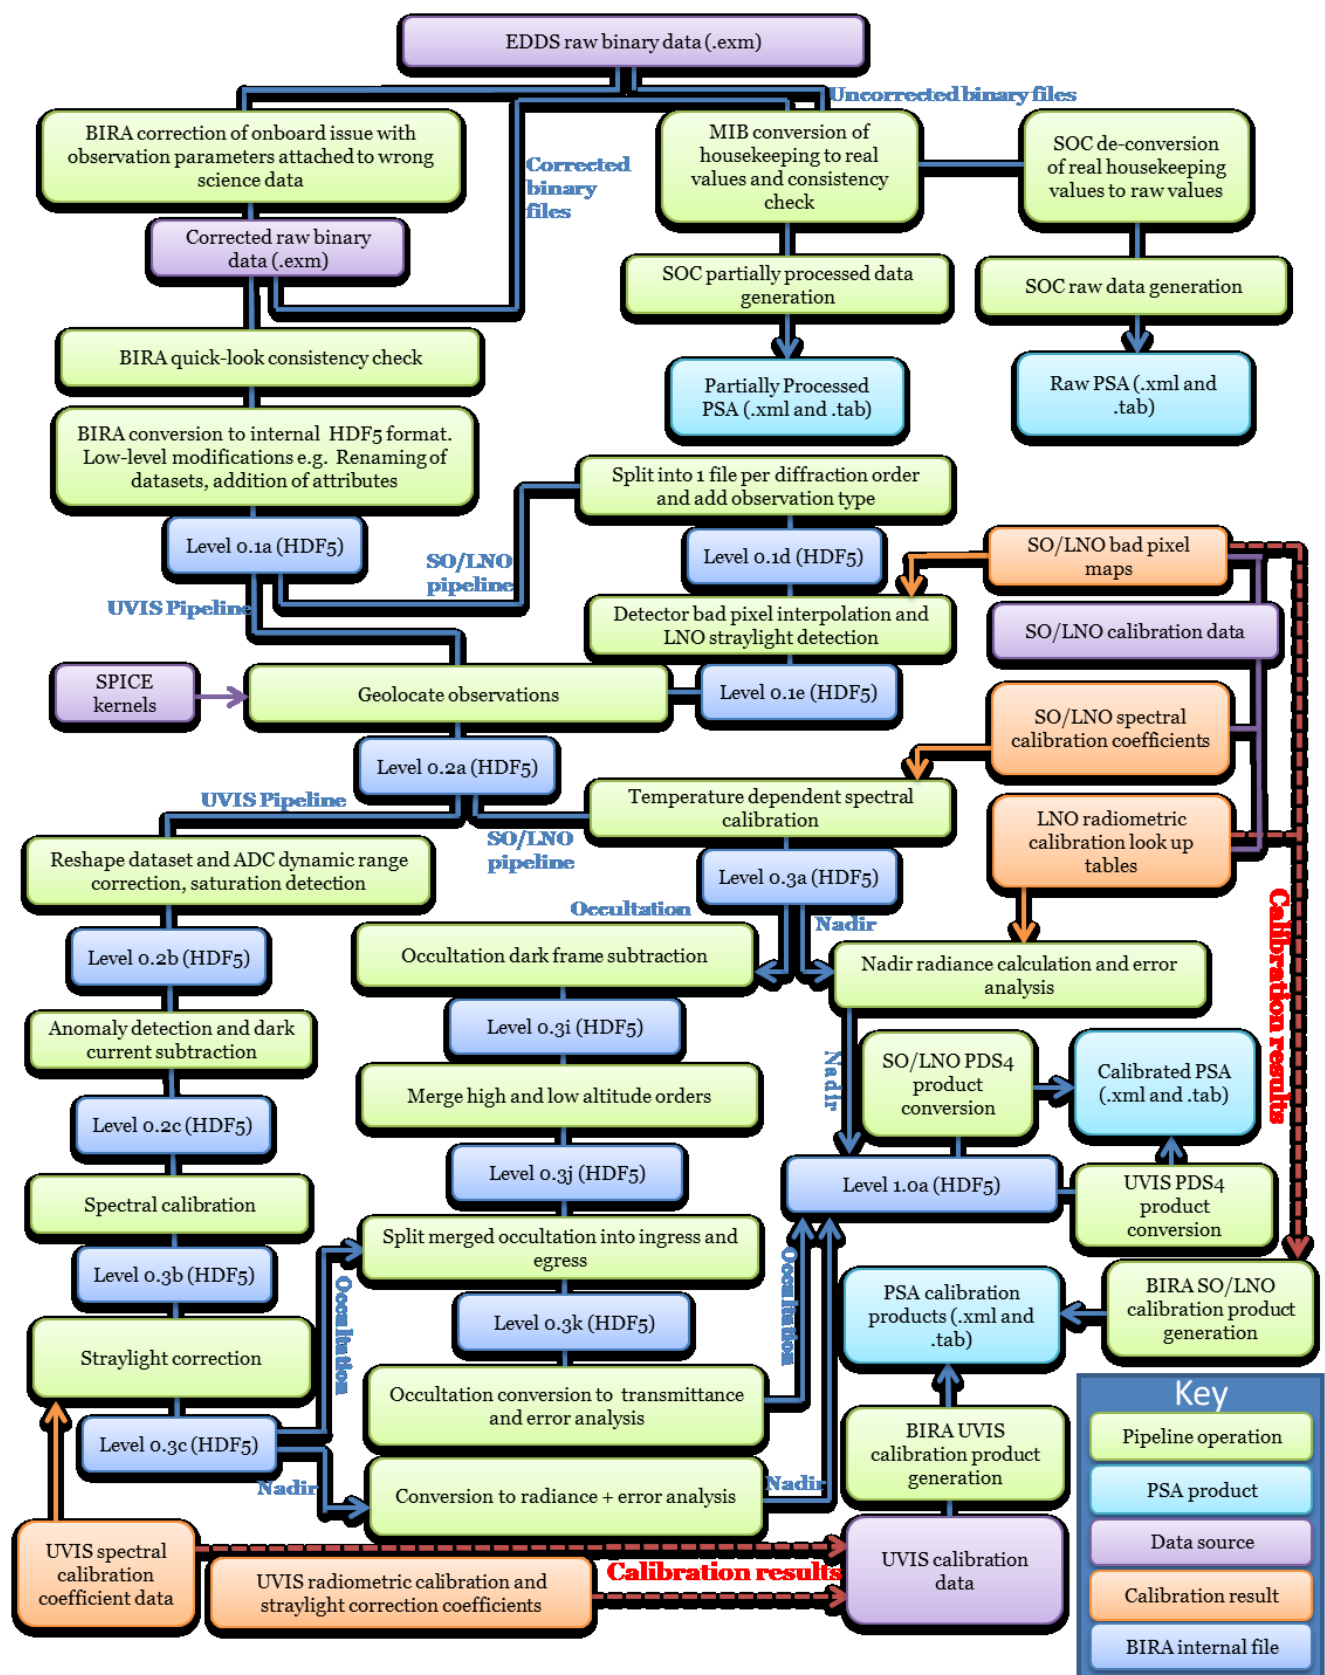 EDDS raw binary data (.exm)
Uncorrected binary files
BIRA correction of onboard issue with
observation parameters attached to wrong
science data
MIB conversion of
housekeeping to real
values and consistency
check
SOC de-conversion
of real housekeeping
values to raw values
Corrected
binary
files
Corrected raw binary
data (.exm)
SOC partially processed data
generation
SOC raw data generation
BIRA quick-look consistency check
Partially Processed
PSA (.xml and .tab)
Raw PSA (.xml and
.tab)
BIRA conversion to internal HDF5 format.
Low-level modifications e.g. Renaming of
datasets, addition of attributes
Split into 1 file per diffraction order
and add observation type
Level 0.1a (HDF5)
SO/LNO
pipeline
Level 0.1d (HDF5)
SO/LNO bad pixel
maps
UVIS Pipeline
Detector bad pixel interpolation and
LNO straylight detection
SO/LNO calibration data
SPICE
kernels
Geolocate observations
Level 0.1e (HDF5)
SO/LNO spectral
calibration coefficients
Level 0.2a (HDF5)
UVIS Pipeline
SO/LNO
pipeline
Temperature dependent spectral
calibration
LNO radiometric
calibration look up
tables
Reshape dataset and ADC dynamic range
correction, saturation detection
Level 0.3a (HDF5)
Occultation
Nadir
Calibration results
Level 0.2b (HDF5)
Occultation dark frame subtraction
Nadir radiance calculation and error
analysis
Anomaly detection and dark
current subtraction
Level 0.3i (HDF5)
Nadir
SO/LNO PDS4
product
conversion
Calibrated PSA
(.xml and .tab)
Merge high and low altitude orders
Level 0.2c (HDF5)
Level 0.3j (HDF5)
Level 1.0a (HDF5)
UVIS PDS4
product
conversion
Spectral calibration
Split merged occultation into ingress and
egress
Level 0.3b (HDF5)
Occultation
Occultation
Level 0.3k (HDF5)
PSA calibration
products (.xml and
.tab)
BIRA SO/LNO
calibration product
generation
Straylight correction
Occultation conversion to transmittance
and error analysis
Level 0.3c (HDF5)
Nadir
Conversion to radiance + error analysis
Nadir
BIRA UVIS
calibration product
generation
Key
Pipeline operation
PSA product
Data source
Calibration result
BIRA internal file
UVIS spectral
calibration
coefficient data
UVIS radiometric calibration and
straylight correction coefficients
Calibration results
UVIS calibration
data